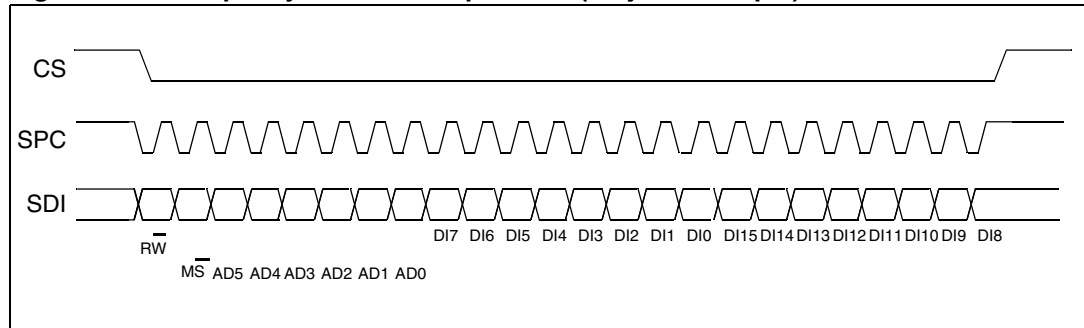 CS
SPC
SDI
DI7 DI6 DI5 DI4 DI3 DI2 DI1 DI0 DI15 DI14 DI13 DI12 DI11 DI10 DI9 DI8
RW
MS AD5 AD4 AD3 AD2 AD1 AD0